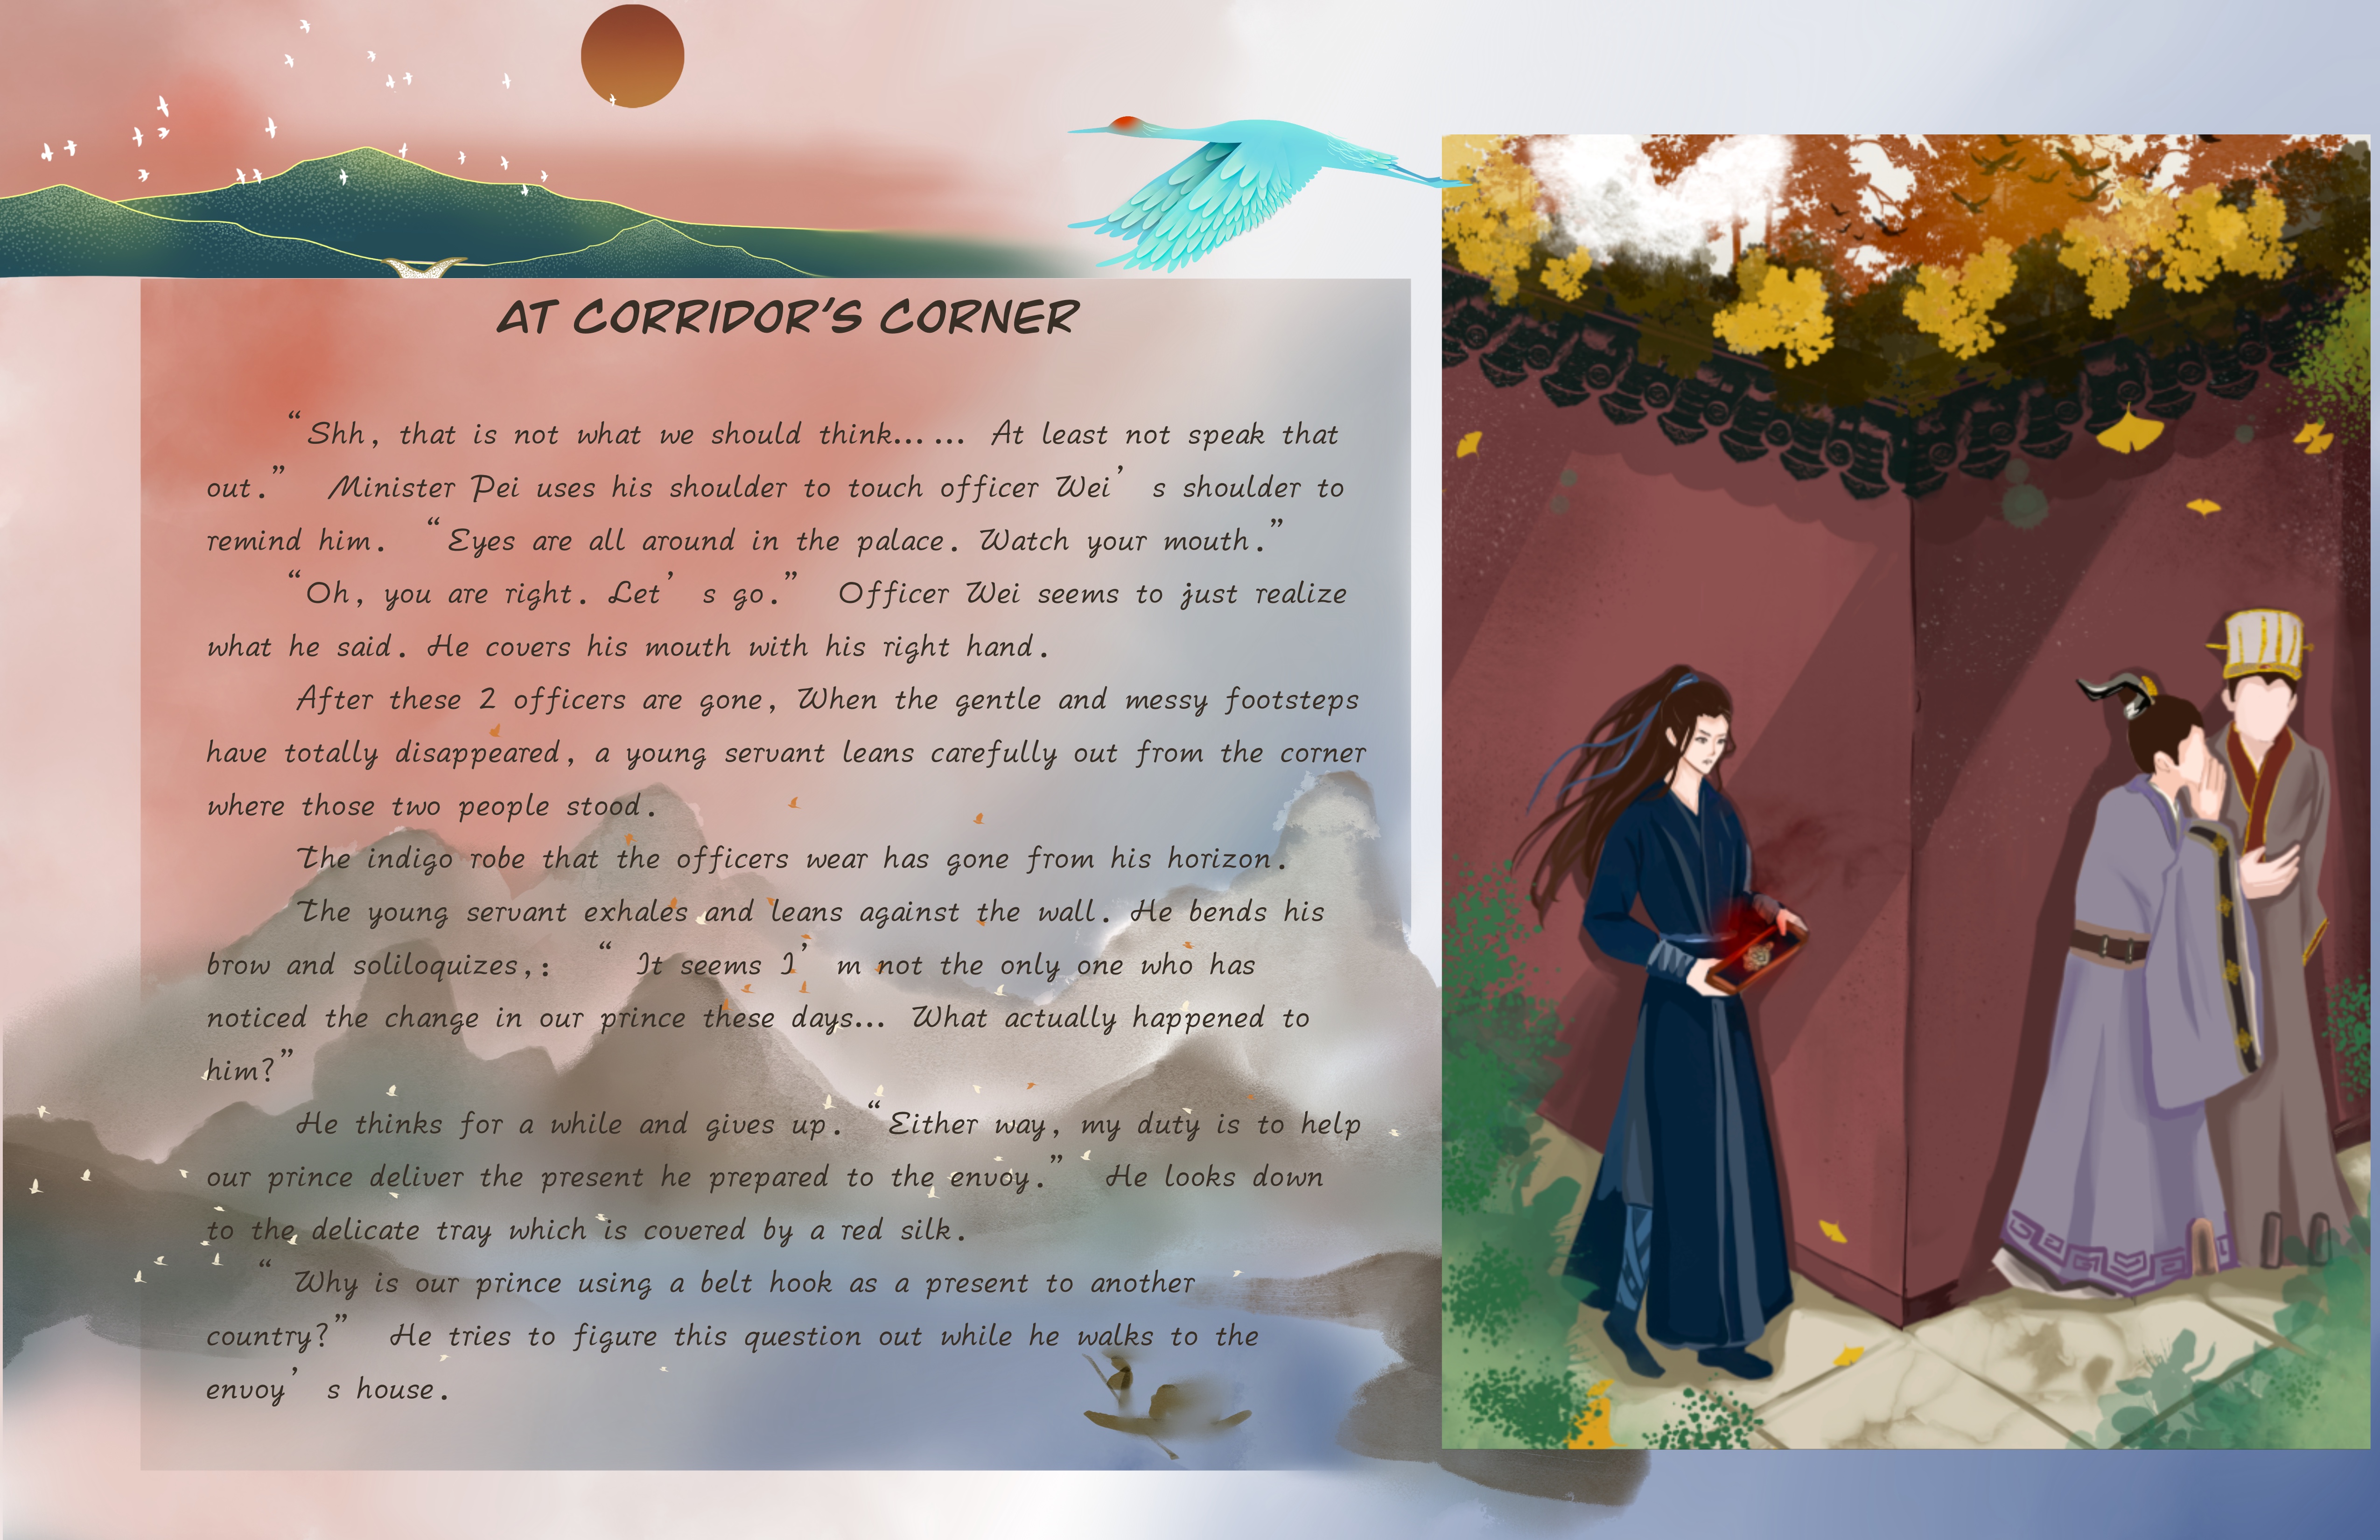 AT CORRIDOR'S CORNER
“Shh, that is not what we should think…… At least not speak that
out.” Minister Pei uses his shoulder to touch officer Wei’ s shoulder to
remind him. “Eyes are all around in the palace. Watch your mouth.”
“Oh, you are right. Let’ s go.” Officer Wei seems to just realize
what he said. He covers his mouth with his right hand.
After these 2 officers are gone, When the gentle and messy footsteps
have totally disappeared, a young servant leans carefully out from the corner
where those two people stood.
The indigo robe that the officers wear has gone from his horizon.
The young servant exhales and leans against the wall. He bends his
brow and soliloquizes,: “ It seems I’ m not the only one who has
noticed the change in our prince these days… What actually happened to
him?”
He thinks for a while and gives up. “Either way, my duty is to help
our prince deliver the present he prepared to the envoy.” He looks down
to the delicate tray which is covered by a red silk.
“ Why is our prince using a belt hook as a present to another
country?” He tries to figure this question out while he walks to the
envoy’ s house.